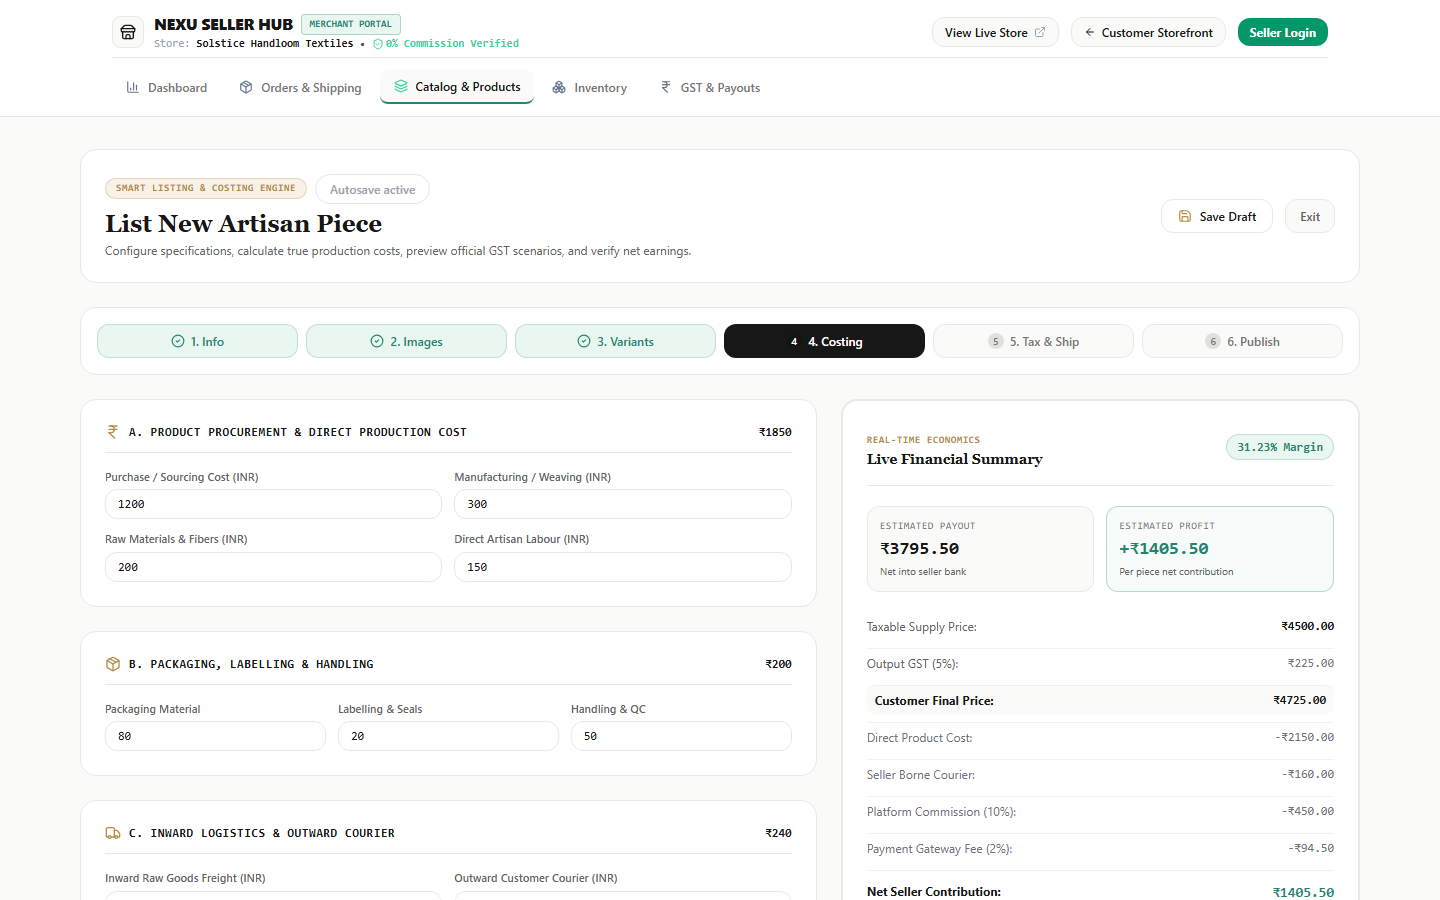 NEXU SELLER HUB MERCHANT PORTAL
Store: Solstice Handloom Textiles • 0% Commission Verified
View Live Store
Customer Storefront
Seller Login
Dashboard
Orders & Shipping
Catalog & Products
Inventory
GST & Payouts
SMART LISTING & COSTING ENGINE
Autosave active
List New Artisan Piece
Configure specifications, calculate true production costs, preview official GST scenarios, and verify net earnings.
Save Draft
Exit
1. Info
2. Images
3. Variants
4 4. Costing
5 5. Tax & Ship
6 6. Publish
A. PRODUCT PROCUREMENT & DIRECT PRODUCTION COST ₹1850
Purchase / Sourcing Cost (INR)
1200
Manufacturing / Weaving (INR)
300
Raw Materials & Fibers (INR)
200
Direct Artisan Labour (INR)
150
B. PACKAGING, LABELLING & HANDLING ₹200
Packaging Material
80
Labelling & Seals
20
Handling & QC
50
C. INWARD LOGISTICS & OUTWARD COURIER ₹240
Inward Raw Goods Freight (INR)
Outward Customer Courier (INR)
REAL-TIME ECONOMICS
Live Financial Summary
31.23% Margin
ESTIMATED PAYOUT
₹3795.50
Net into seller bank
ESTIMATED PROFIT
+₹1405.50
Per piece net contribution
Taxable Supply Price: ₹4500.00
Output GST (5%): ₹225.00
Customer Final Price: ₹4725.00
Direct Product Cost: -₹2150.00
Seller Borne Courier: -₹160.00
Platform Commission (10%): -₹450.00
Payment Gateway Fee (2%): -₹94.50
Net Seller Contribution: ₹1405.50